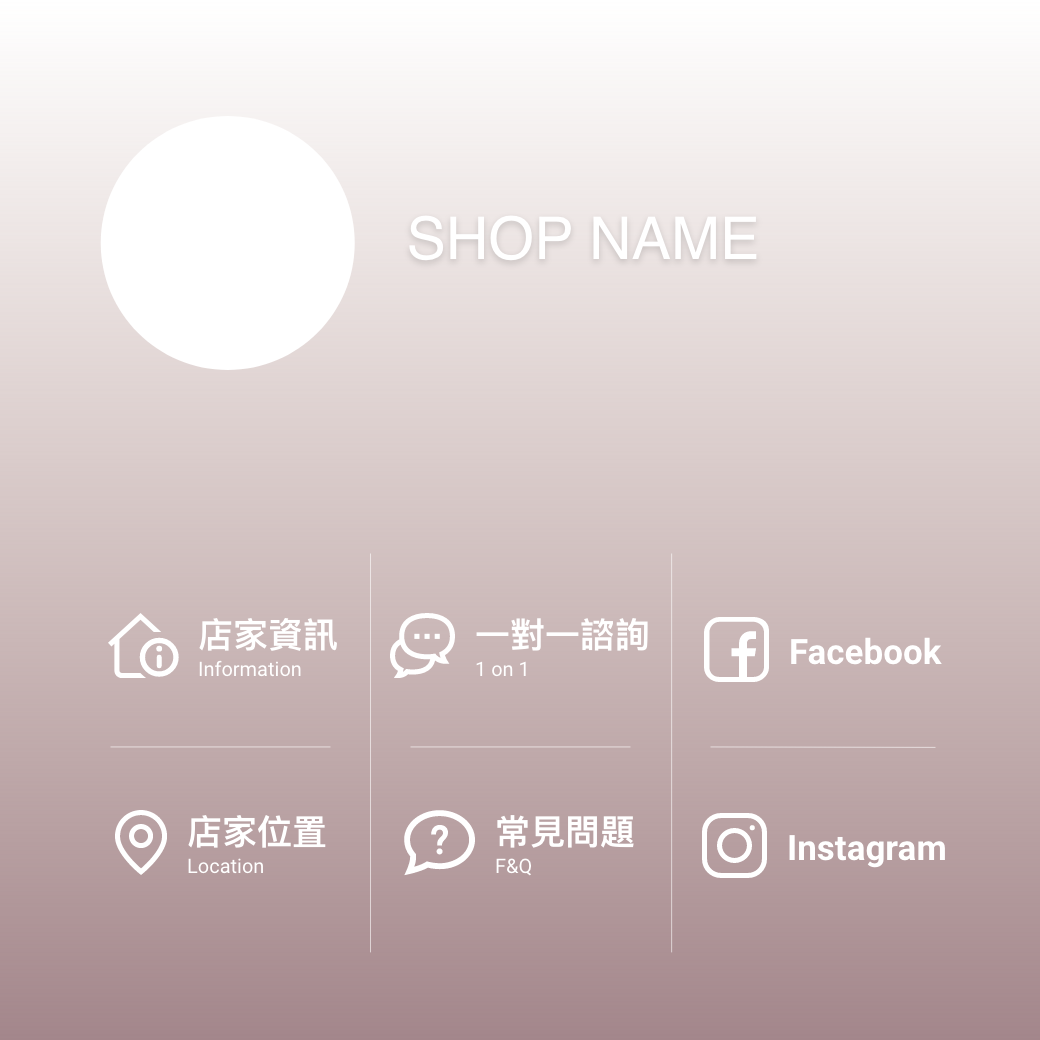 SHOP NAME
店家資訊
Information
一對一諮詢
1 on 1
Facebook
店家位置
Location
常見問題
F&Q
Instagram